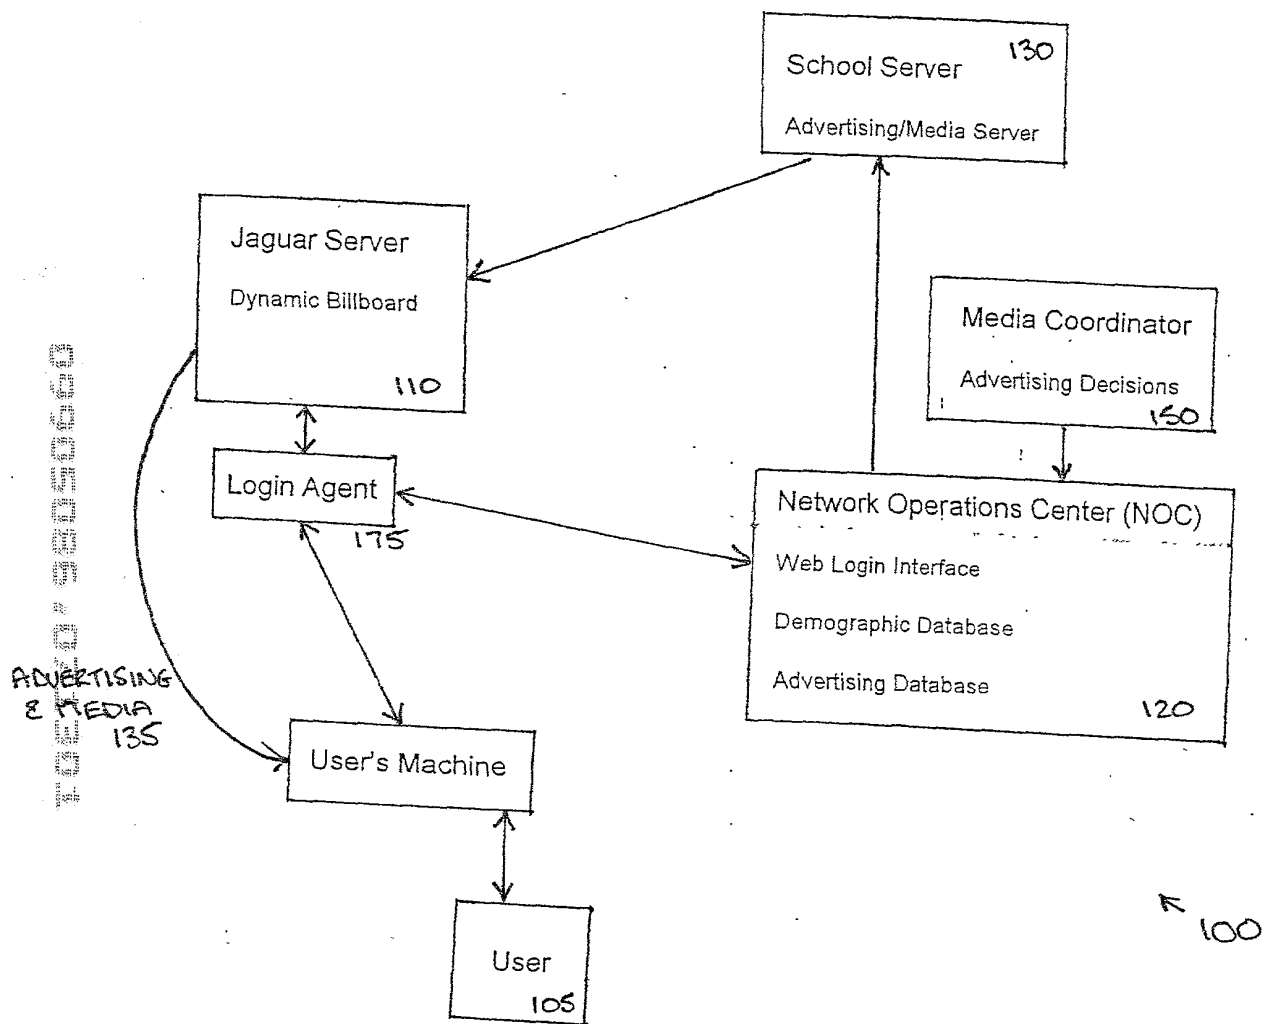 130
School Server
Advertising/Media Server
Jaguar Server
Dynamic Billboard
110
Media Coordinator
Advertising Decisions
150
Login Agent
175
Network Operations Center (NOC)
Web Login Interface
Demographic Database
Advertising Database
120
ADVERTISING
& MEDIA
135
User's Machine
User
105
100